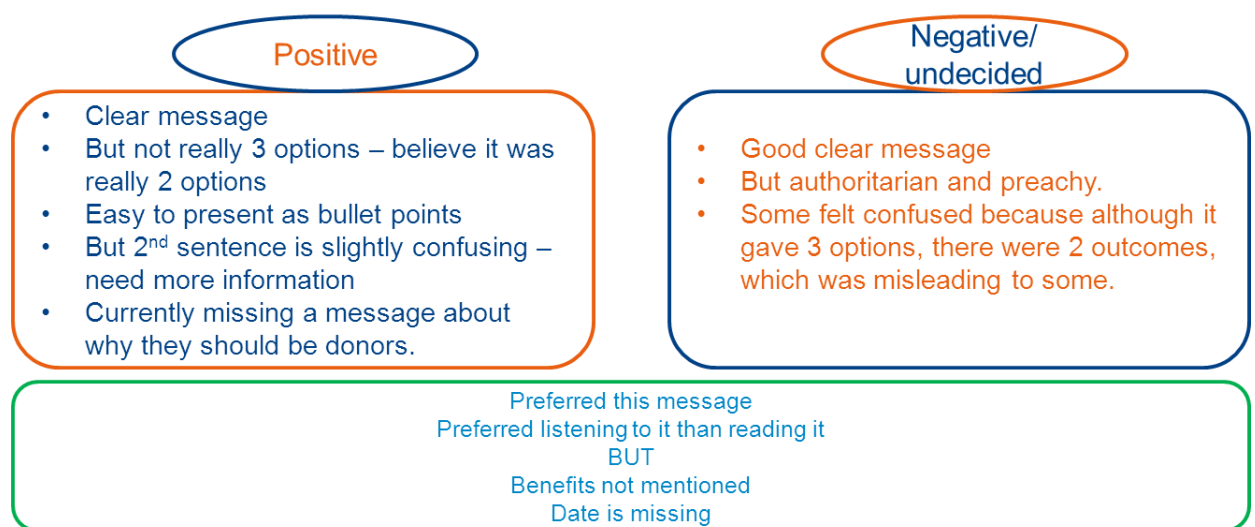 Positive
• Clear message
• But not really 3 options – believe it was
really 2 options
• Easy to present as bullet points
• But 2nd sentence is slightly confusing –
need more information
• Currently missing a message about
why they should be donors.
Negative/
undecided
• Good clear message
• But authoritarian and preachy.
• Some felt confused because although it
gave 3 options, there were 2 outcomes,
which was misleading to some.
Preferred this message
Preferred listening to it than reading it
BUT
Benefits not mentioned
Date is missing